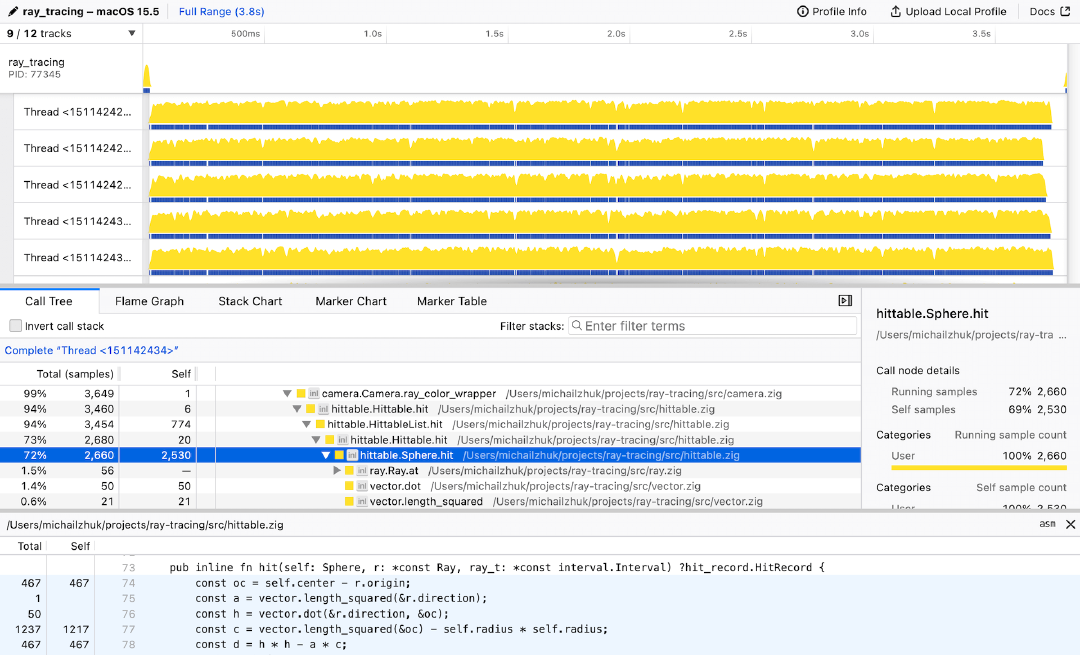 ray_tracing – macOS 15.5 Full Range (3.8s) Profile Info Upload Local Profile Docs
9 / 12 tracks 500ms 1.0s 1.5s 2.0s 2.5s 3.0s 3.5s
ray_tracing
PID: 77345
Thread <15114242...
Thread <15114242...
Thread <15114242...
Thread <15114243...
Thread <15114243...
Call Tree Flame Graph Stack Chart Marker Chart Marker Table
Invert call stack Filter stacks: Enter filter terms
Complete “Thread <151142434>”
Total (samples) Self
99% 3,649 1 inl camera.Camera.ray_color_wrapper /Users/michailzhuk/projects/ray-tracing/src/camera.zig
94% 3,460 6 inl hittable.Hittable.hit /Users/michailzhuk/projects/ray-tracing/src/hittable.zig
94% 3,454 774 hittable.HittableList.hit /Users/michailzhuk/projects/ray-tracing/src/hittable.zig
73% 2,680 20 inl hittable.Hittable.hit /Users/michailzhuk/projects/ray-tracing/src/hittable.zig
72% 2,660 2,530 inl hittable.Sphere.hit /Users/michailzhuk/projects/ray-tracing/src/hittable.zig
1.5% 56 — inl ray.Ray.at /Users/michailzhuk/projects/ray-tracing/src/ray.zig
1.4% 50 50 inl vector.dot /Users/michailzhuk/projects/ray-tracing/src/vector.zig
0.6% 21 21 inl vector.length_squared /Users/michailzhuk/projects/ray-tracing/src/vector.zig
hittable.Sphere.hit
/Users/michailzhuk/projects/ray-tra ...
Call node details
Running samples 72% 2,660
Self samples 69% 2,530
Categories Running sample count
User 100% 2,660
Categories Self sample count
User 100% 2,530
/Users/michailzhuk/projects/ray-tracing/src/hittable.zig asm
Total Self
72
73 pub inline fn hit(self: Sphere, r: *const Ray, ray_t: *const interval.Interval) ?hit_record.HitRecord {
467 467 74 const oc = self.center - r.origin;
1 75 const a = vector.length_squared(&r.direction);
50 76 const h = vector.dot(&r.direction, &oc);
1237 1217 77 const c = vector.length_squared(&oc) - self.radius * self.radius;
467 467 78 const d = h * h - a * c;